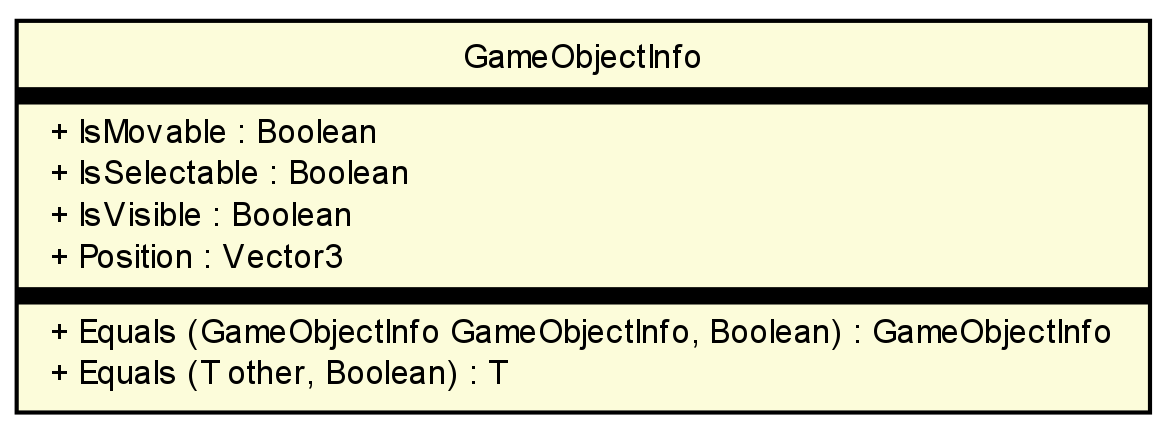 GameObjectInfo
+ IsMovable : Boolean
+ IsSelectable : Boolean
+ IsVisible : Boolean
+ Position : Vector3
+ Equals (GameObjectInfo GameObjectInfo, Boolean) : GameObjectInfo
+ Equals (T other, Boolean) : T